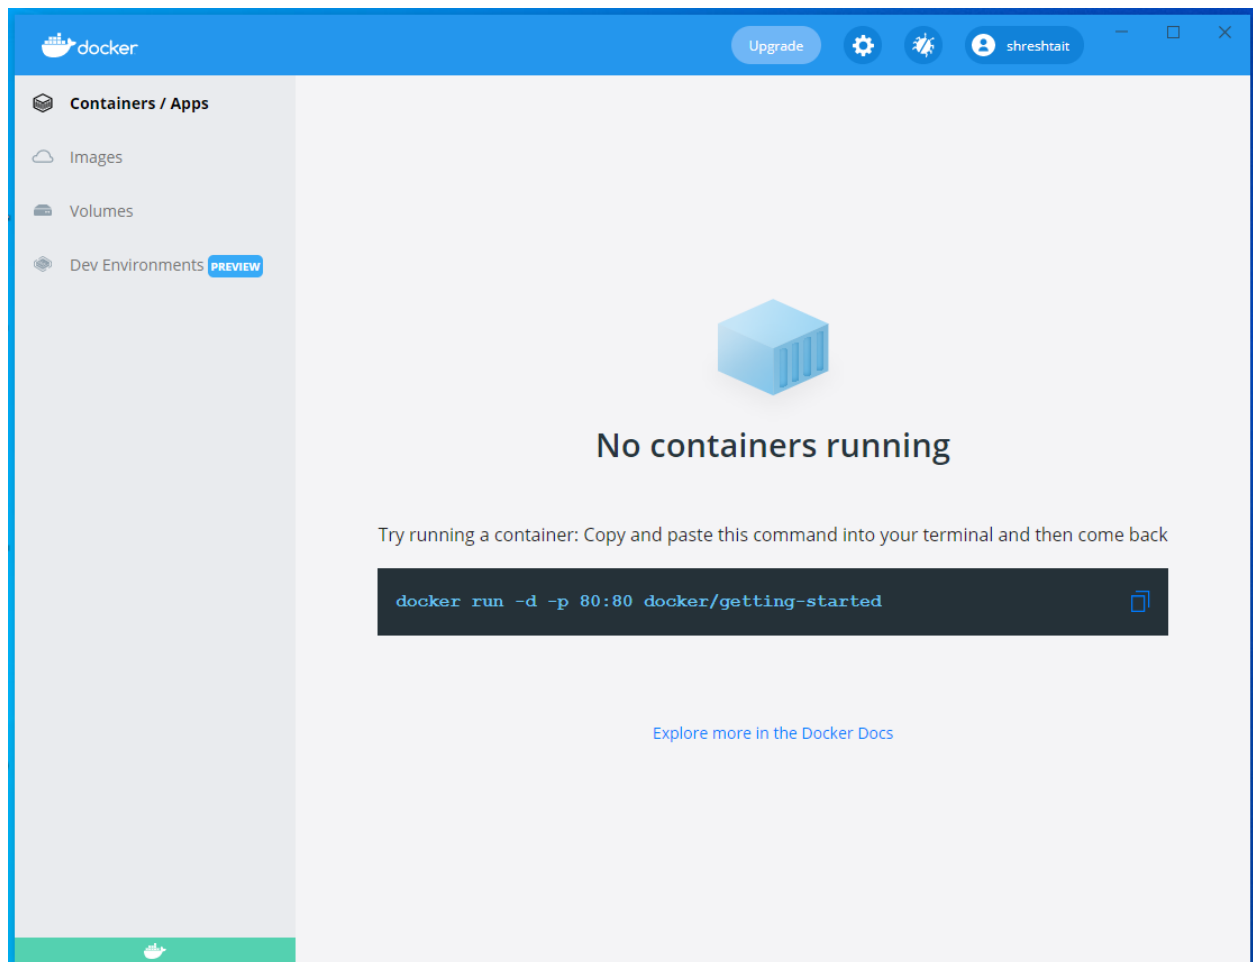 docker
Upgrade
shreshtait
Containers / Apps
Images
Volumes
Dev Environments PREVIEW
No containers running
Try running a container: Copy and paste this command into your terminal and then come back
docker run -d -p 80:80 docker/getting-started
Explore more in the Docker Docs